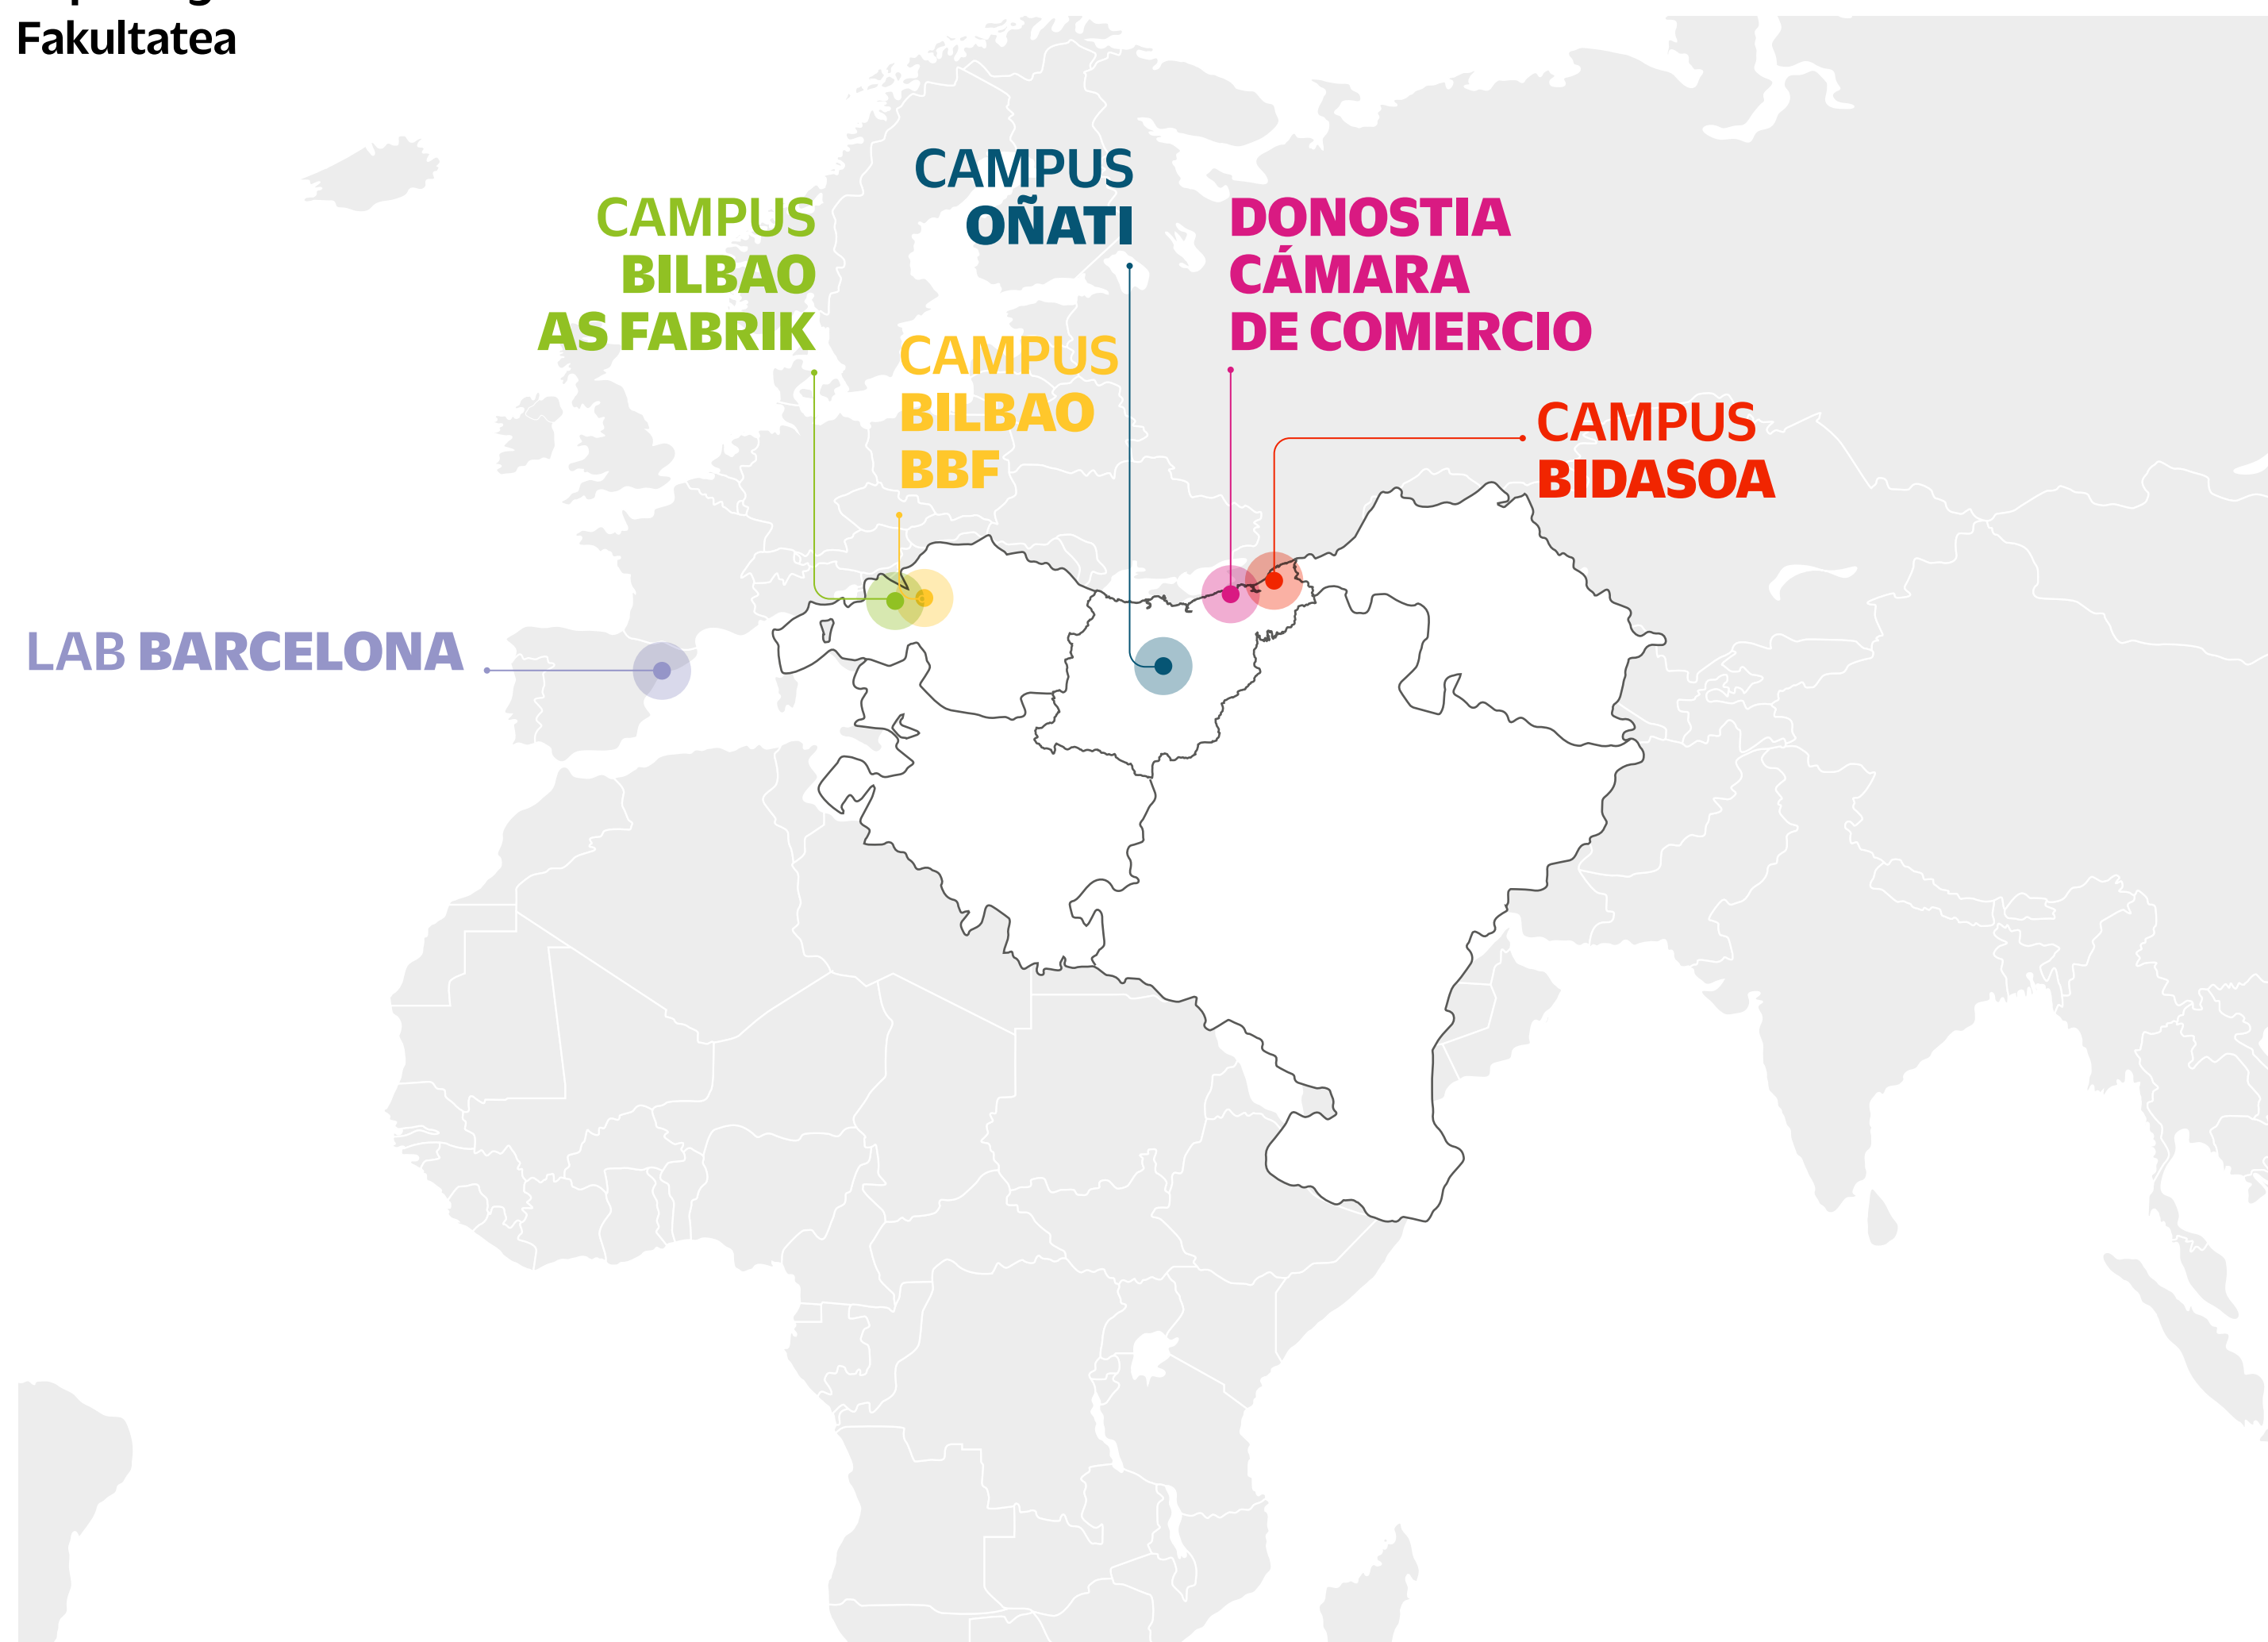 Fakultatea
CAMPUS
OÑATI
CAMPUS
BILBAO
AS FABRIK
DONOSTIA
CÁMARA
DE COMERCIO
CAMPUS
BILBAO
BBF
CAMPUS
BIDASOA
LAB BARCELONA